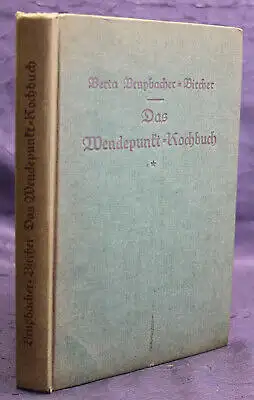 Berta Brupbacher-Bircher
Das
Wendepunkt-Kochbuch
*
Brupbacher-Bircher Das Wendepunkt-Kochbuch